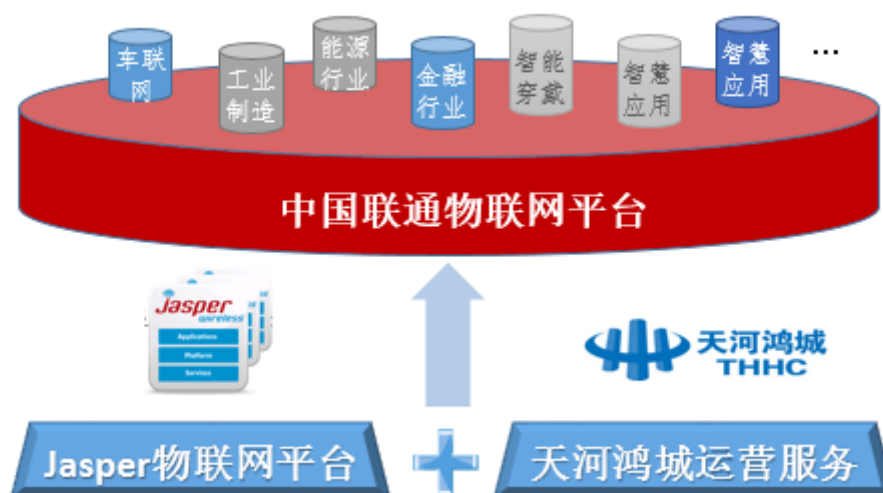 车联
网
工业
制造
能源
行业
金融
行业
智能
穿戴
智慧
应用
智慧
应用
...
中国联通物联网平台
Jasper
wireless
Applications
Platform
Services
天河鸿城
THHC
Jasper物联网平台
+
天河鸿城运营服务